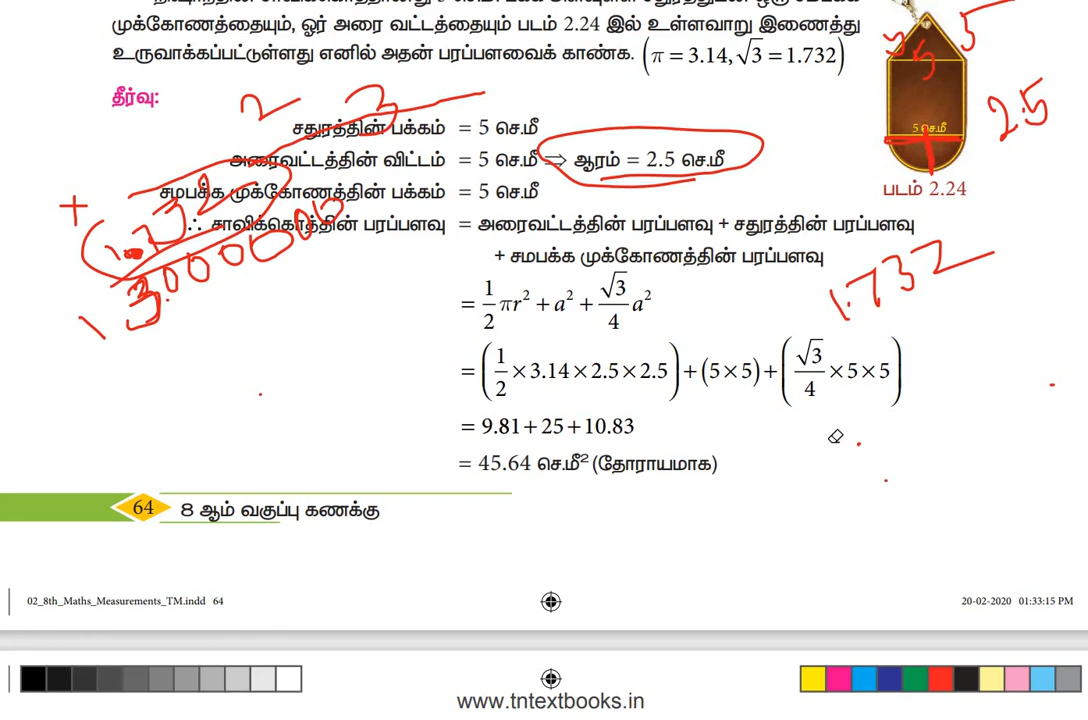 முக்கோணத்தையும், ஓர் அரை வட்டத்தையும் படம் 2.24 இல் உள்ளவாறு இணைத்து
உருவாக்கப்பட்டுள்ளது எனில் அதன் பரப்பளவைக் காண்க. (π = 3.14, √3 = 1.732)
5
5
5
2.5
5 செ.மீ
படம் 2.24
தீர்வு:
2 3
சதுரத்தின் பக்கம் = 5 செ.மீ
அரைவட்டத்தின் விட்டம் = 5 செ.மீ ⇒ ஆரம் = 2.5 செ.மீ
சமபக்க முக்கோணத்தின் பக்கம் = 5 செ.மீ
∴ சாவிக்கொத்தின் பரப்பளவு = அரைவட்டத்தின் பரப்பளவு + சதுரத்தின் பரப்பளவு
+ சமபக்க முக்கோணத்தின் பரப்பளவு
1.732
= 1/2 πr² + a² + √3/4 a²
= (1/2 × 3.14 × 2.5 × 2.5) + (5 × 5) + (√3/4 × 5 × 5)
= 9.81 + 25 + 10.83
= 45.64 செ.மீ² (தோராயமாக)
64 8 ஆம் வகுப்பு கணக்கு
02_8th_Maths_Measurements_TM.indd 64 20-02-2020 01:33:15 PM
www.tntextbooks.in